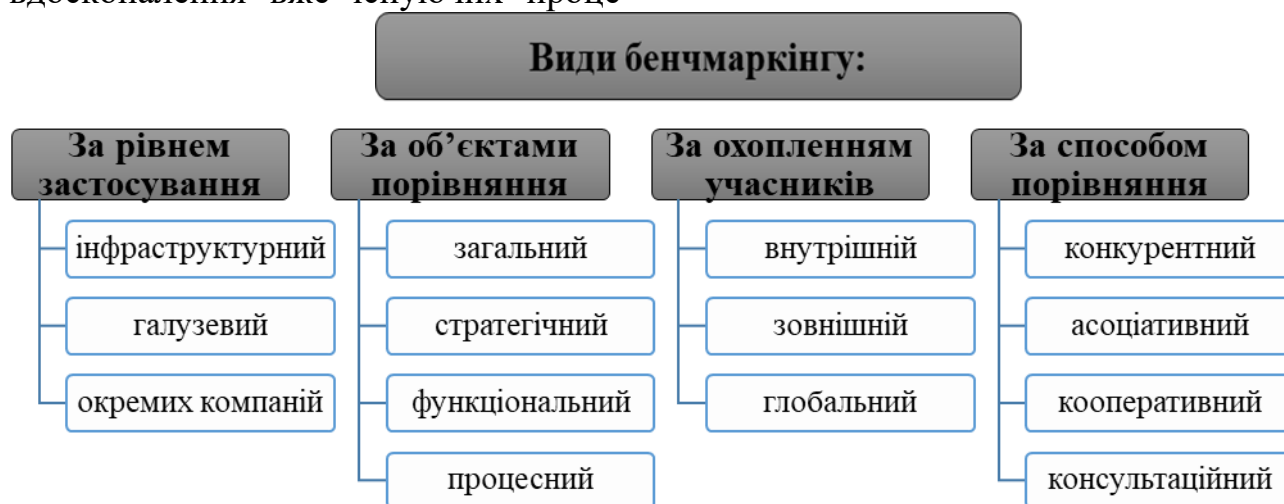 Види бенчмаркінгу:
За рівнем
застосування
інфраструктурний
галузевий
окремих компаній
За об’єктами
порівняння
загальний
стратегічний
функціональний
процесний
За охопленням
учасників
внутрішній
зовнішній
глобальний
За способом
порівняння
конкурентний
асоціативний
кооперативний
консультаційний